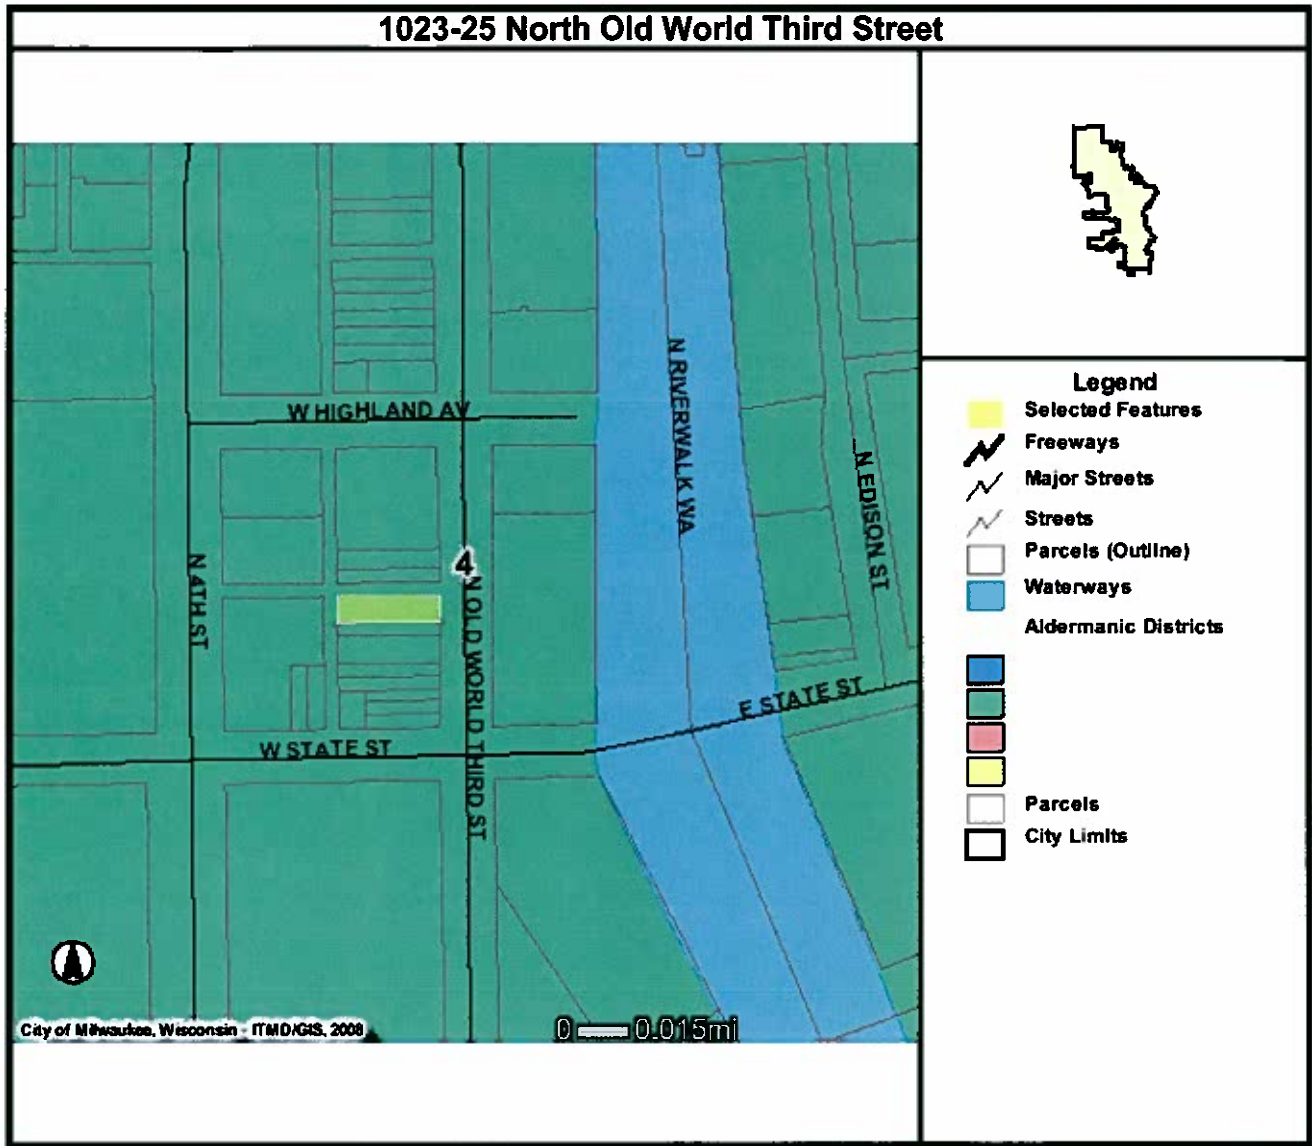 1023-25 North Old World Third Street
W HIGHLAND AV
N RIVERWALK WA
N EDISON ST
4
N 4TH ST
N OLD WORLD THIRD ST
E STATE ST
W STATE ST
City of Milwaukee, Wisconsin - ITMD/GIS, 2008
0 0.015mi
Legend
Selected Features
Freeways
Major Streets
Streets
Parcels (Outline)
Waterways
Aldermanic Districts
Parcels
City Limits